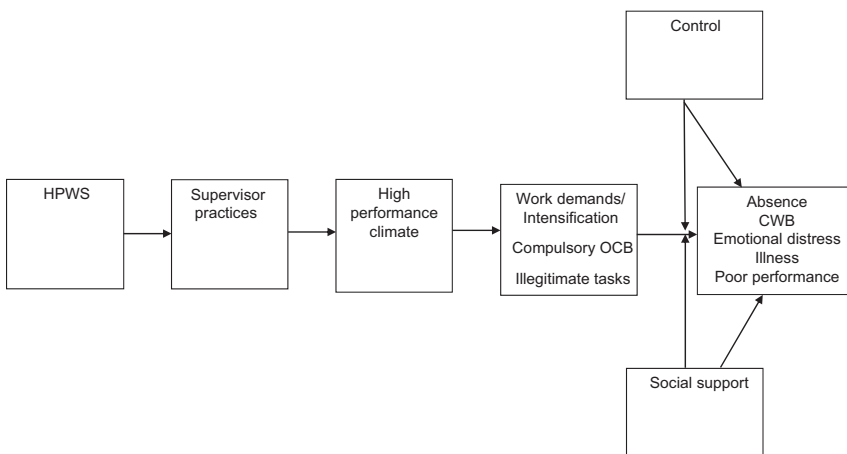 Control
HPWS
Supervisor
practices
High
performance
climate
Work demands/
Intensification
Compulsory OCB
Illegitimate tasks
Absence
CWB
Emotional distress
Illness
Poor performance
Social support